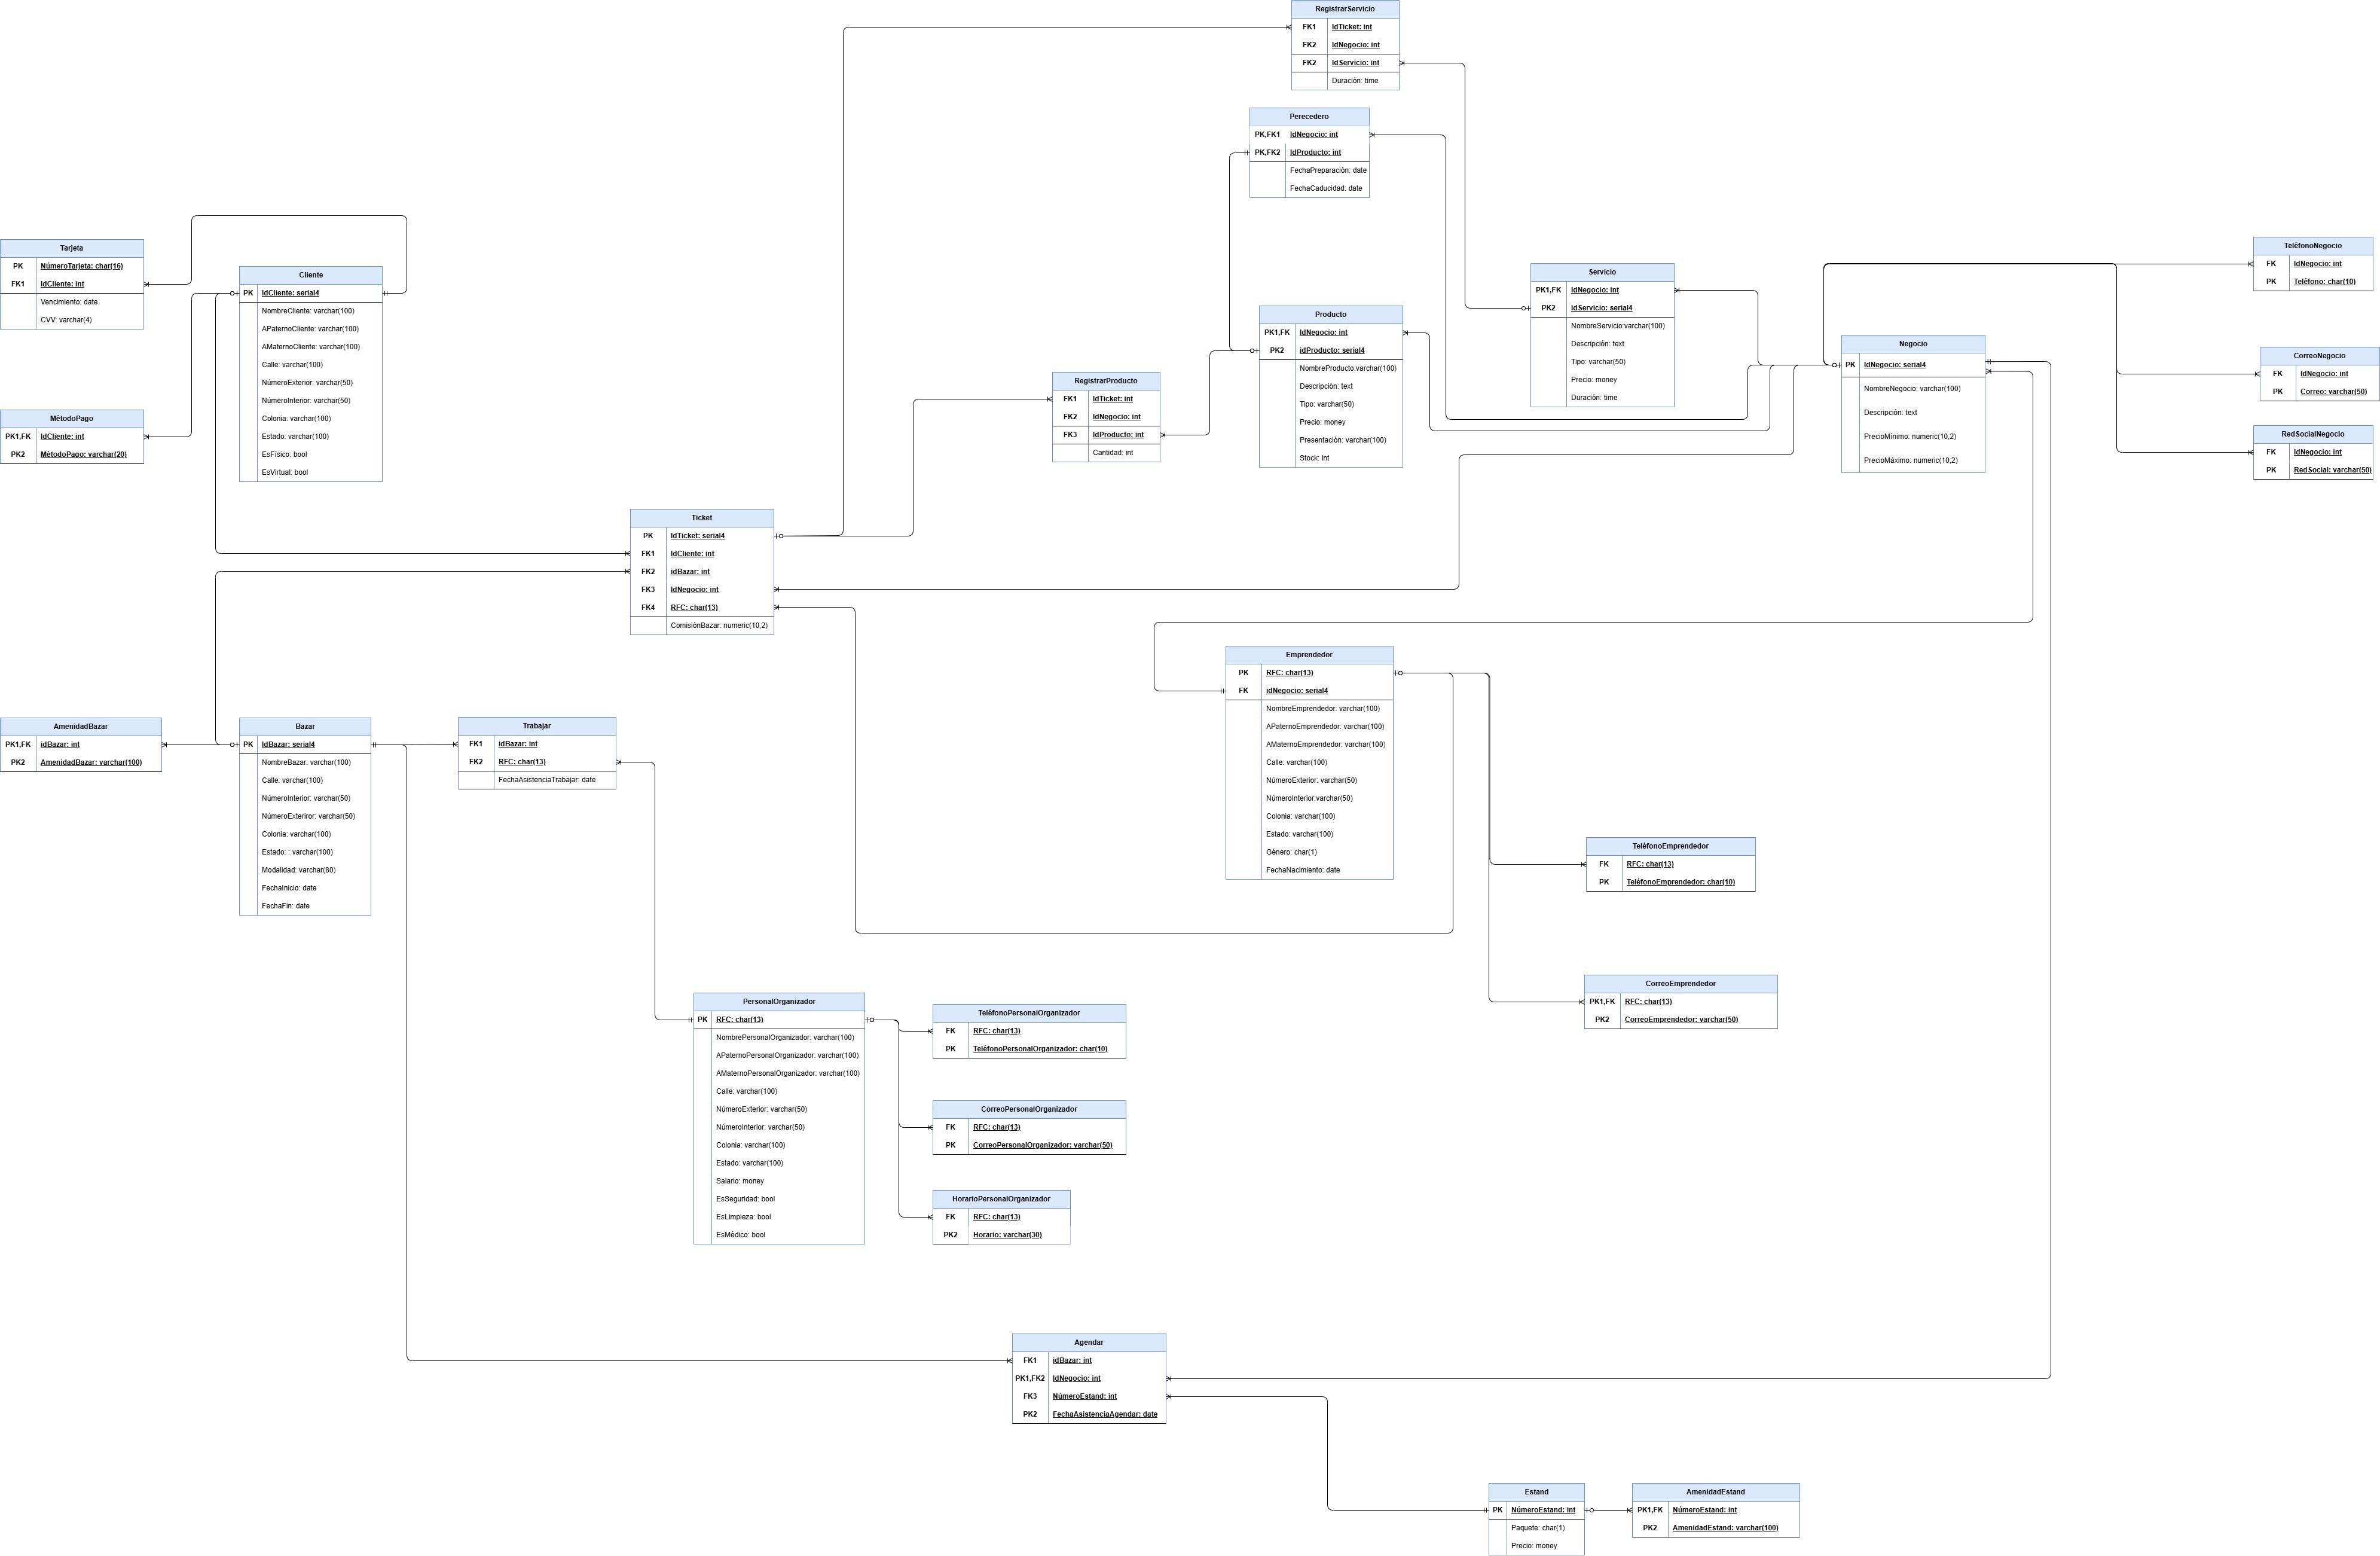 RegistrarServicio
FK1 IdTicket: int
FK2 IdNegocio: int
FK2 IdServicio: int
Duración: time
Perecedero
PK,FK1 IdNegocio: int
PK,FK2 IdProducto: int
FechaPreparación: date
FechaCaducidad: date
Tarjeta
PK NúmeroTarjeta: char(16)
FK1 IdCliente: int
Vencimiento: date
CVV: varchar(4)
Cliente
PK IdCliente: serial4
NombreCliente: varchar(100)
APaternoCliente: varchar(100)
AMaternoCliente: varchar(100)
Calle: varchar(100)
NúmeroExterior: varchar(50)
NúmeroInterior: varchar(50)
Colonia: varchar(100)
Estado: varchar(100)
EsFísico: bool
EsVirtual: bool
MétodoPago
PK1,FK IdCliente: int
PK2 MétodoPago: varchar(20)
Servicio
PK1,FK IdNegocio: int
PK2 idServicio: serial4
NombreServicio:varchar(100)
Descripción: text
Tipo: varchar(50)
Precio: money
Duración: time
Producto
PK1,FK IdNegocio: int
PK2 idProducto: serial4
NombreProducto:varchar(100)
Descripción: text
Tipo: varchar(50)
Precio: money
Presentación: varchar(100)
Stock: int
RegistrarProducto
FK1 IdTicket: int
FK2 IdNegocio: int
FK3 IdProducto: int
Cantidad: int
Negocio
PK IdNegocio: serial4
NombreNegocio: varchar(100)
Descripción: text
PrecioMínimo: numeric(10,2)
PrecioMáximo: numeric(10,2)
TeléfonoNegocio
FK IdNegocio: int
PK Teléfono: char(10)
CorreoNegocio
FK IdNegocio: int
PK Correo: varchar(50)
RedSocialNegocio
FK IdNegocio: int
PK RedSocial: varchar(50)
Ticket
PK IdTicket: serial4
FK1 IdCliente: int
FK2 idBazar: int
FK3 IdNegocio: int
FK4 RFC: char(13)
ComisiónBazar: numeric(10,2)
Emprendedor
PK RFC: char(13)
FK idNegocio: serial4
NombreEmprendedor: varchar(100)
APaternoEmprendedor: varchar(100)
AMaternoEmprendedor: varchar(100)
Calle: varchar(100)
NúmeroExterior: varchar(50)
NúmeroInterior:varchar(50)
Colonia: varchar(100)
Estado: varchar(100)
Género: char(1)
FechaNacimiento: date
AmenidadBazar
PK1,FK idBazar: int
PK2 AmenidadBazar: varchar(100)
Bazar
PK IdBazar: serial4
NombreBazar: varchar(100)
Calle: varchar(100)
NúmeroInterior: varchar(50)
NúmeroExteriror: varchar(50)
Colonia: varchar(100)
Estado: : varchar(100)
Modalidad: varchar(80)
FechaInicio: date
FechaFin: date
Trabajar
FK1 idBazar: int
FK2 RFC: char(13)
FechaAsistenciaTrabajar: date
TeléfonoEmprendedor
FK RFC: char(13)
PK TeléfonoEmprendedor: char(10)
CorreoEmprendedor
PK1,FK RFC: char(13)
PK2 CorreoEmprendedor: varchar(50)
PersonalOrganizador
PK RFC: char(13)
NombrePersonalOrganizador: varchar(100)
APaternoPersonalOrganizador: varchar(100)
AMaternoPersonalOrganizador: varchar(100)
Calle: varchar(100)
NúmeroExterior: varchar(50)
NúmeroInterior: varchar(50)
Colonia: varchar(100)
Estado: varchar(100)
Salario: money
EsSeguridad: bool
EsLimpieza: bool
EsMédico: bool
TeléfonoPersonalOrganizador
FK RFC: char(13)
PK TeléfonoPersonalOrganizador: char(10)
CorreoPersonalOrganizador
FK RFC: char(13)
PK CorreoPersonalOrganizador: varchar(50)
HorarioPersonalOrganizador
FK RFC: char(13)
PK2 Horario: varchar(30)
Agendar
FK1 idBazar: int
PK1,FK2 IdNegocio: int
FK3 NúmeroEstand: int
PK2 FechaAsistenciaAgendar: date
Estand
PK NúmeroEstand: int
Paquete: char(1)
Precio: money
AmenidadEstand
PK1,FK NúmeroEstand: int
PK2 AmenidadEstand: varchar(100)